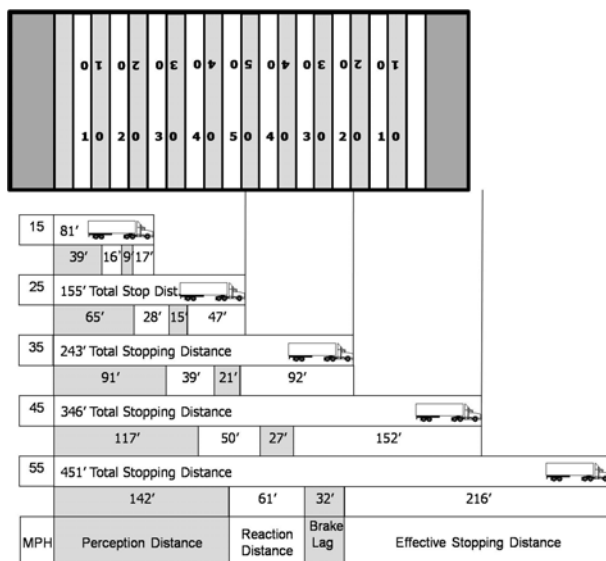 10 20 30 40 50 40 30 20 10
10 20 30 40 50 40 30 20 10
15 81'
39' 16' 9' 17'
25 155' Total Stop Dist
65' 28' 15' 47'
35 243' Total Stopping Distance
91' 39' 21' 92'
45 346' Total Stopping Distance
117' 50' 27' 152'
55 451' Total Stopping Distance
142' 61' 32' 216'
MPH Perception Distance Reaction Distance Brake Lag Effective Stopping Distance